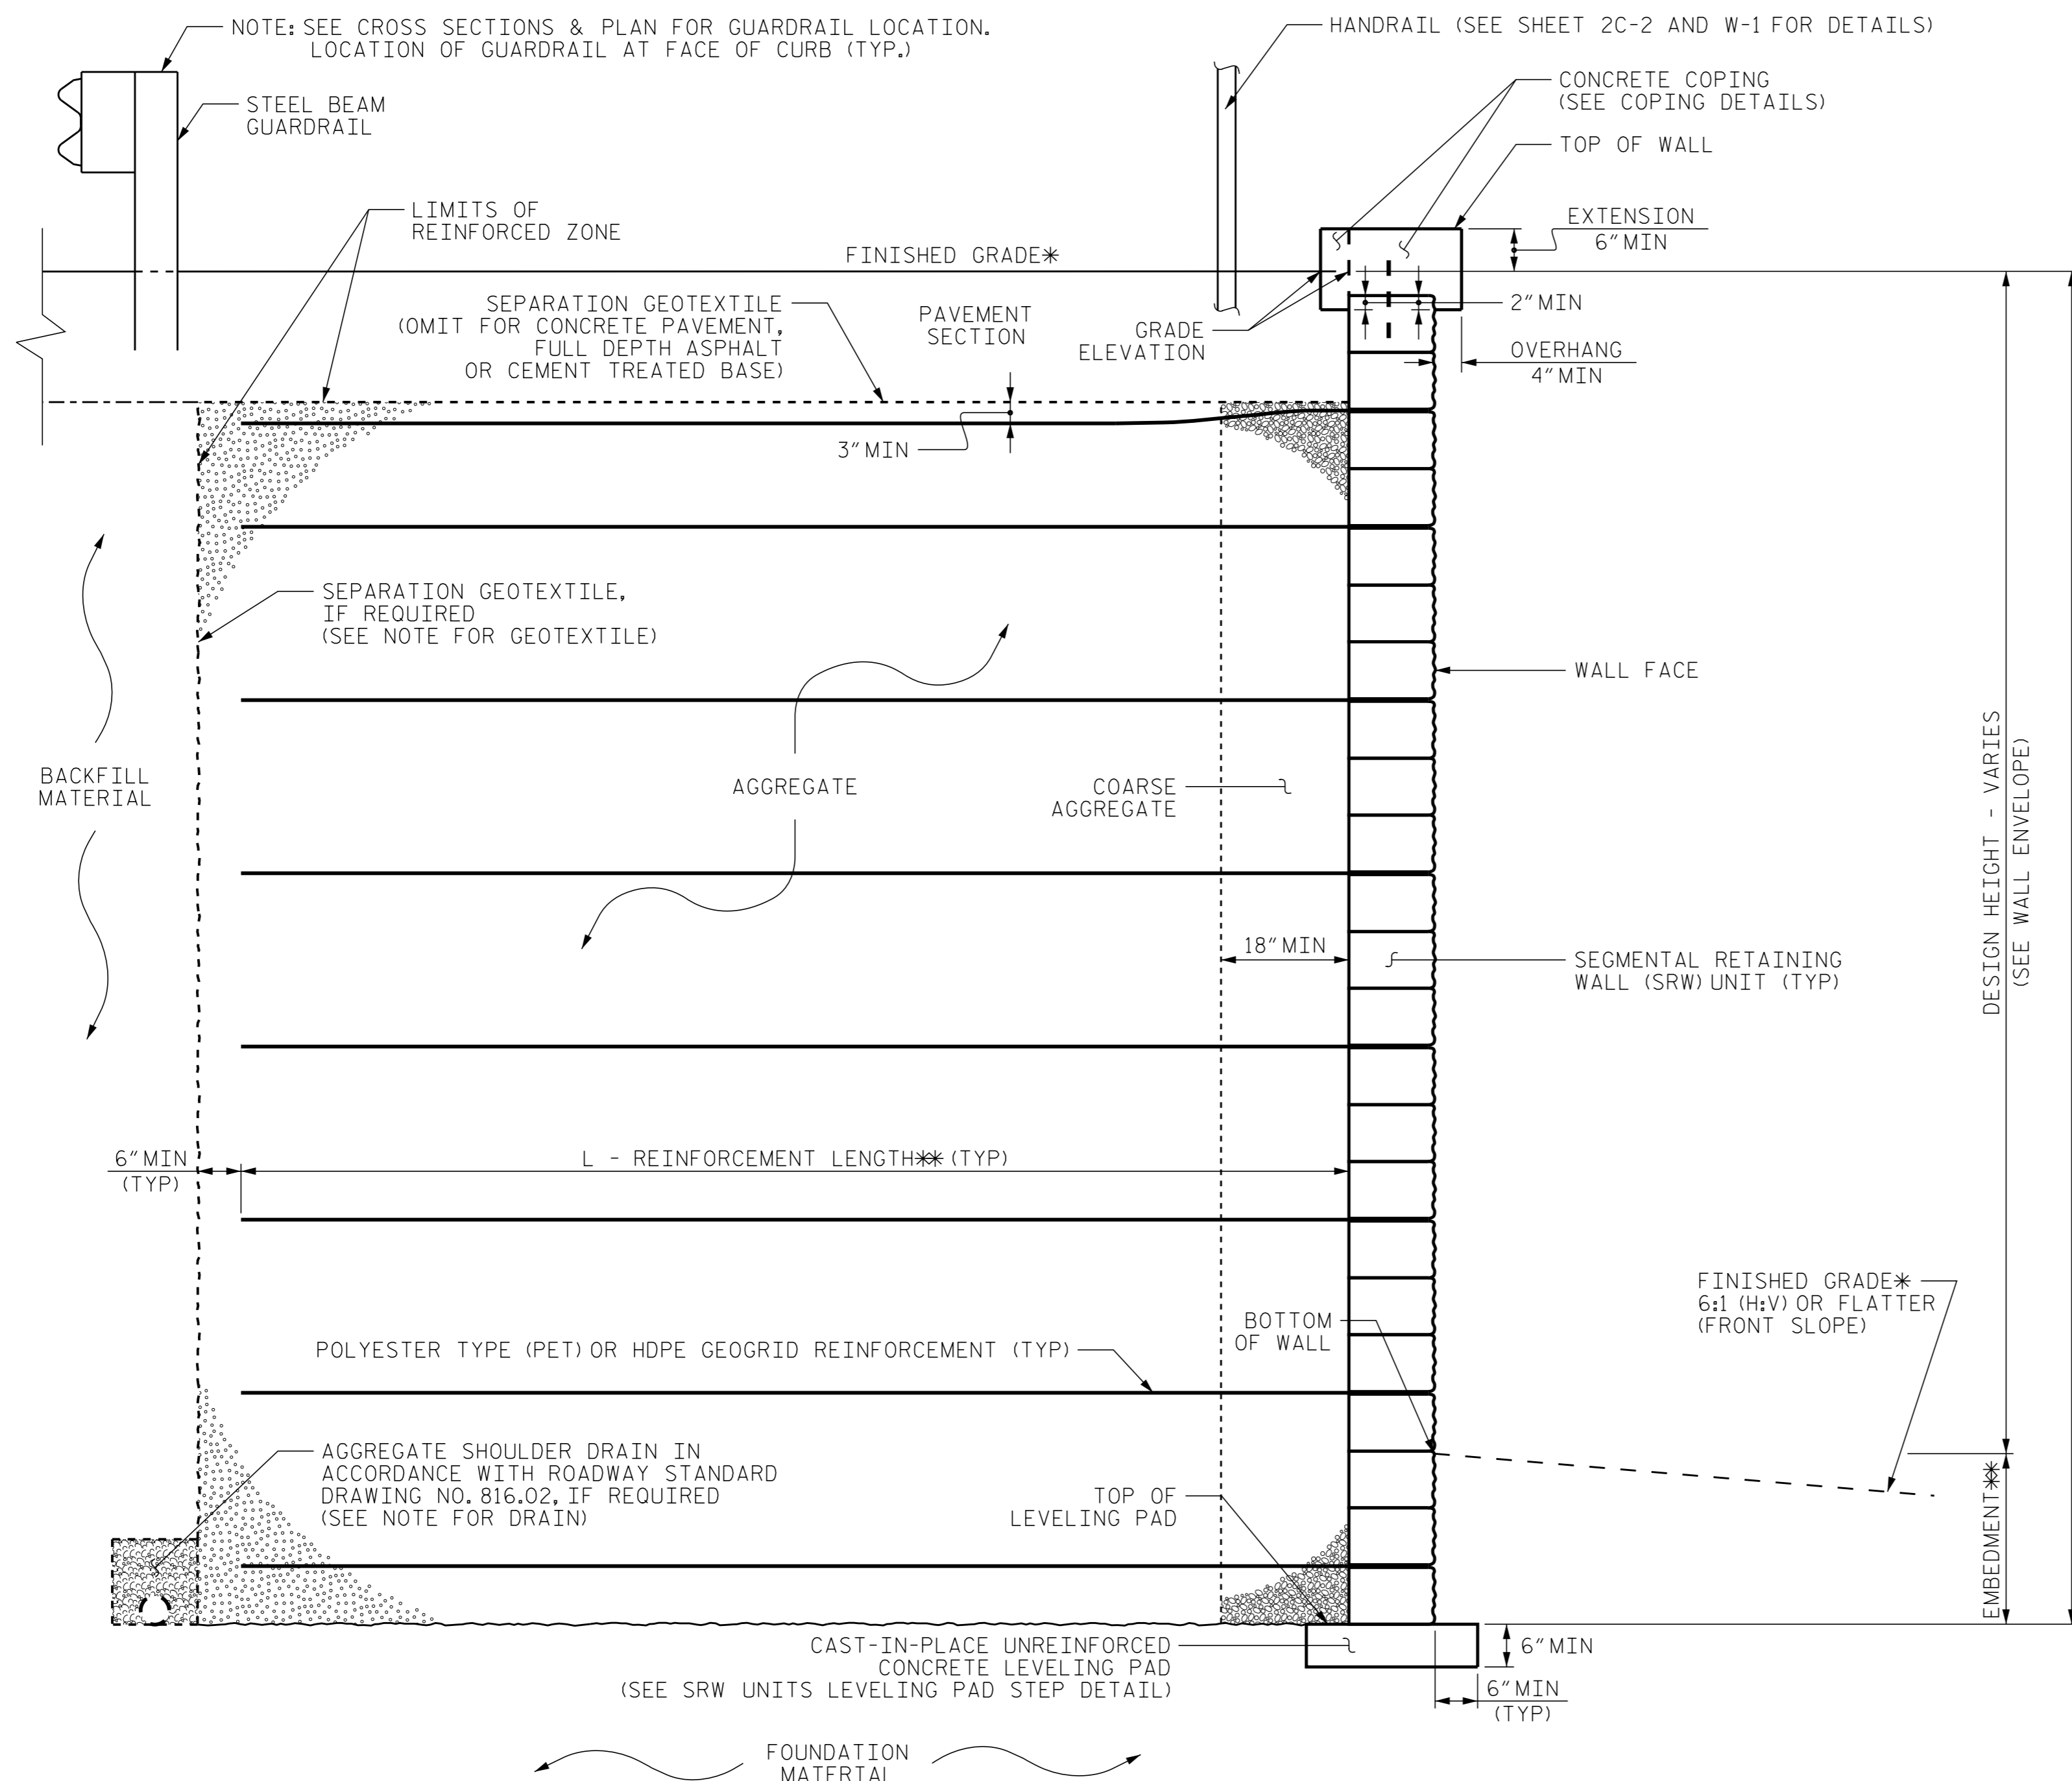 NOTE: SEE CROSS SECTIONS & PLAN FOR GUARDRAIL LOCATION.
LOCATION OF GUARDRAIL AT FACE OF CURB (TYP.)
HANDRAIL (SEE SHEET 2C-2 AND W-1 FOR DETAILS)
STEEL BEAM
GUARDRAIL
CONCRETE COPING
(SEE COPING DETAILS)
TOP OF WALL
LIMITS OF
REINFORCED ZONE
EXTENSION
6" MIN
FINISHED GRADE*
SEPARATION GEOTEXTILE
(OMIT FOR CONCRETE PAVEMENT,
FULL DEPTH ASPHALT
OR CEMENT TREATED BASE)
PAVEMENT
SECTION
GRADE
ELEVATION
2" MIN
OVERHANG
4" MIN
3" MIN
SEPARATION GEOTEXTILE,
IF REQUIRED
(SEE NOTE FOR GEOTEXTILE)
WALL FACE
BACKFILL
MATERIAL
AGGREGATE
COARSE
AGGREGATE
DESIGN HEIGHT - VARIES
(SEE WALL ENVELOPE)
18" MIN
SEGMENTAL RETAINING
WALL (SRW) UNIT (TYP)
6" MIN
(TYP)
L - REINFORCEMENT LENGTH** (TYP)
FINISHED GRADE*
6:1 (H:V) OR FLATTER
(FRONT SLOPE)
BOTTOM
OF WALL
POLYESTER TYPE (PET) OR HDPE GEOGRID REINFORCEMENT (TYP)
AGGREGATE SHOULDER DRAIN IN
ACCORDANCE WITH ROADWAY STANDARD
DRAWING NO. 816.02, IF REQUIRED
(SEE NOTE FOR DRAIN)
TOP OF
LEVELING PAD
EMBEDMENT**
CAST-IN-PLACE UNREINFORCED
CONCRETE LEVELING PAD
(SEE SRW UNITS LEVELING PAD STEP DETAIL)
6" MIN
6" MIN
(TYP)
FOUNDATION
MATERIAL